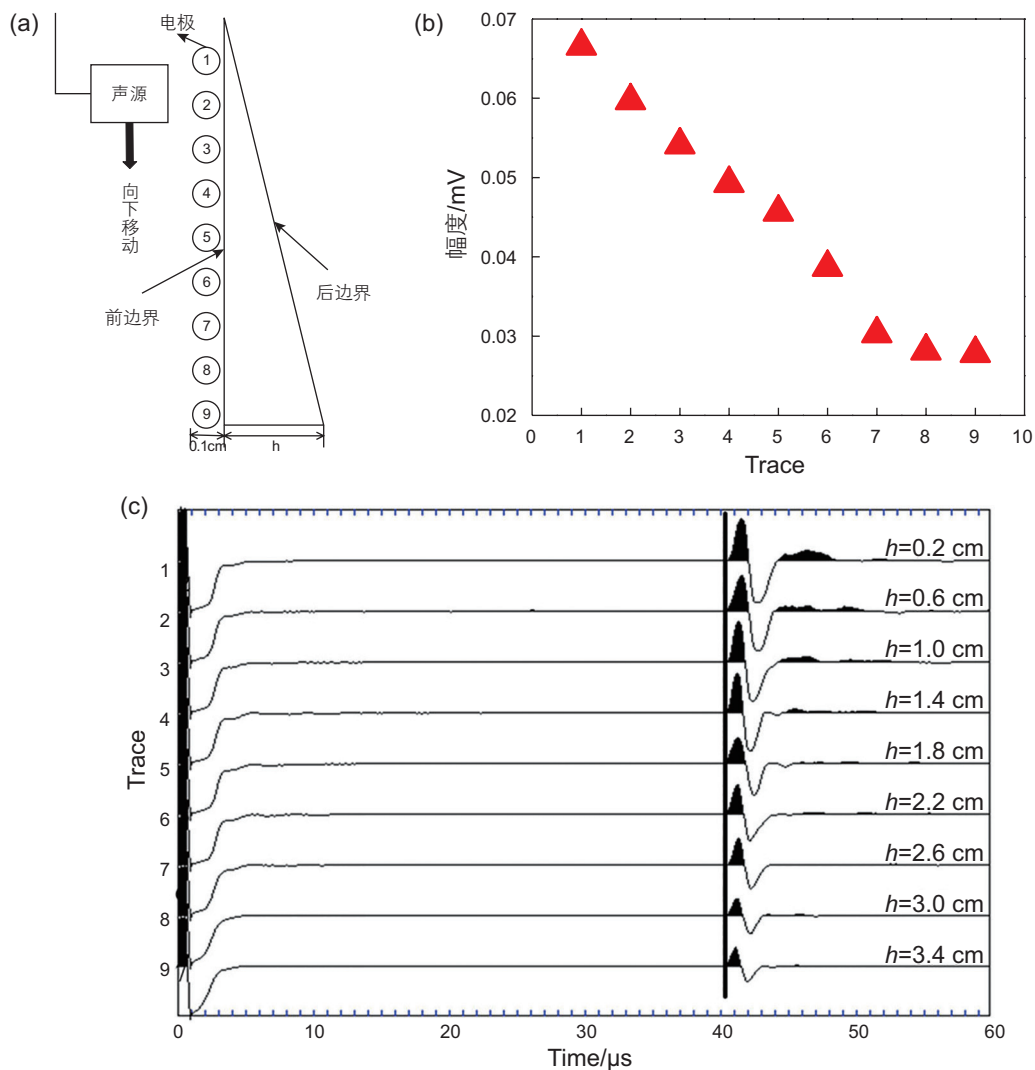 (a)
电极
声源
向下移动
前边界
后边界
1
2
3
4
5
6
7
8
9
0.1cm
h
(b)
幅度/mV
0.07
0.06
0.05
0.04
0.03
0.02
0 1 2 3 4 5 6 7 8 9 10
Trace
(c)
Trace
1 h=0.2 cm
2 h=0.6 cm
3 h=1.0 cm
4 h=1.4 cm
5 h=1.8 cm
6 h=2.2 cm
7 h=2.6 cm
8 h=3.0 cm
9 h=3.4 cm
0 10 20 30 40 50 60
Time/μs